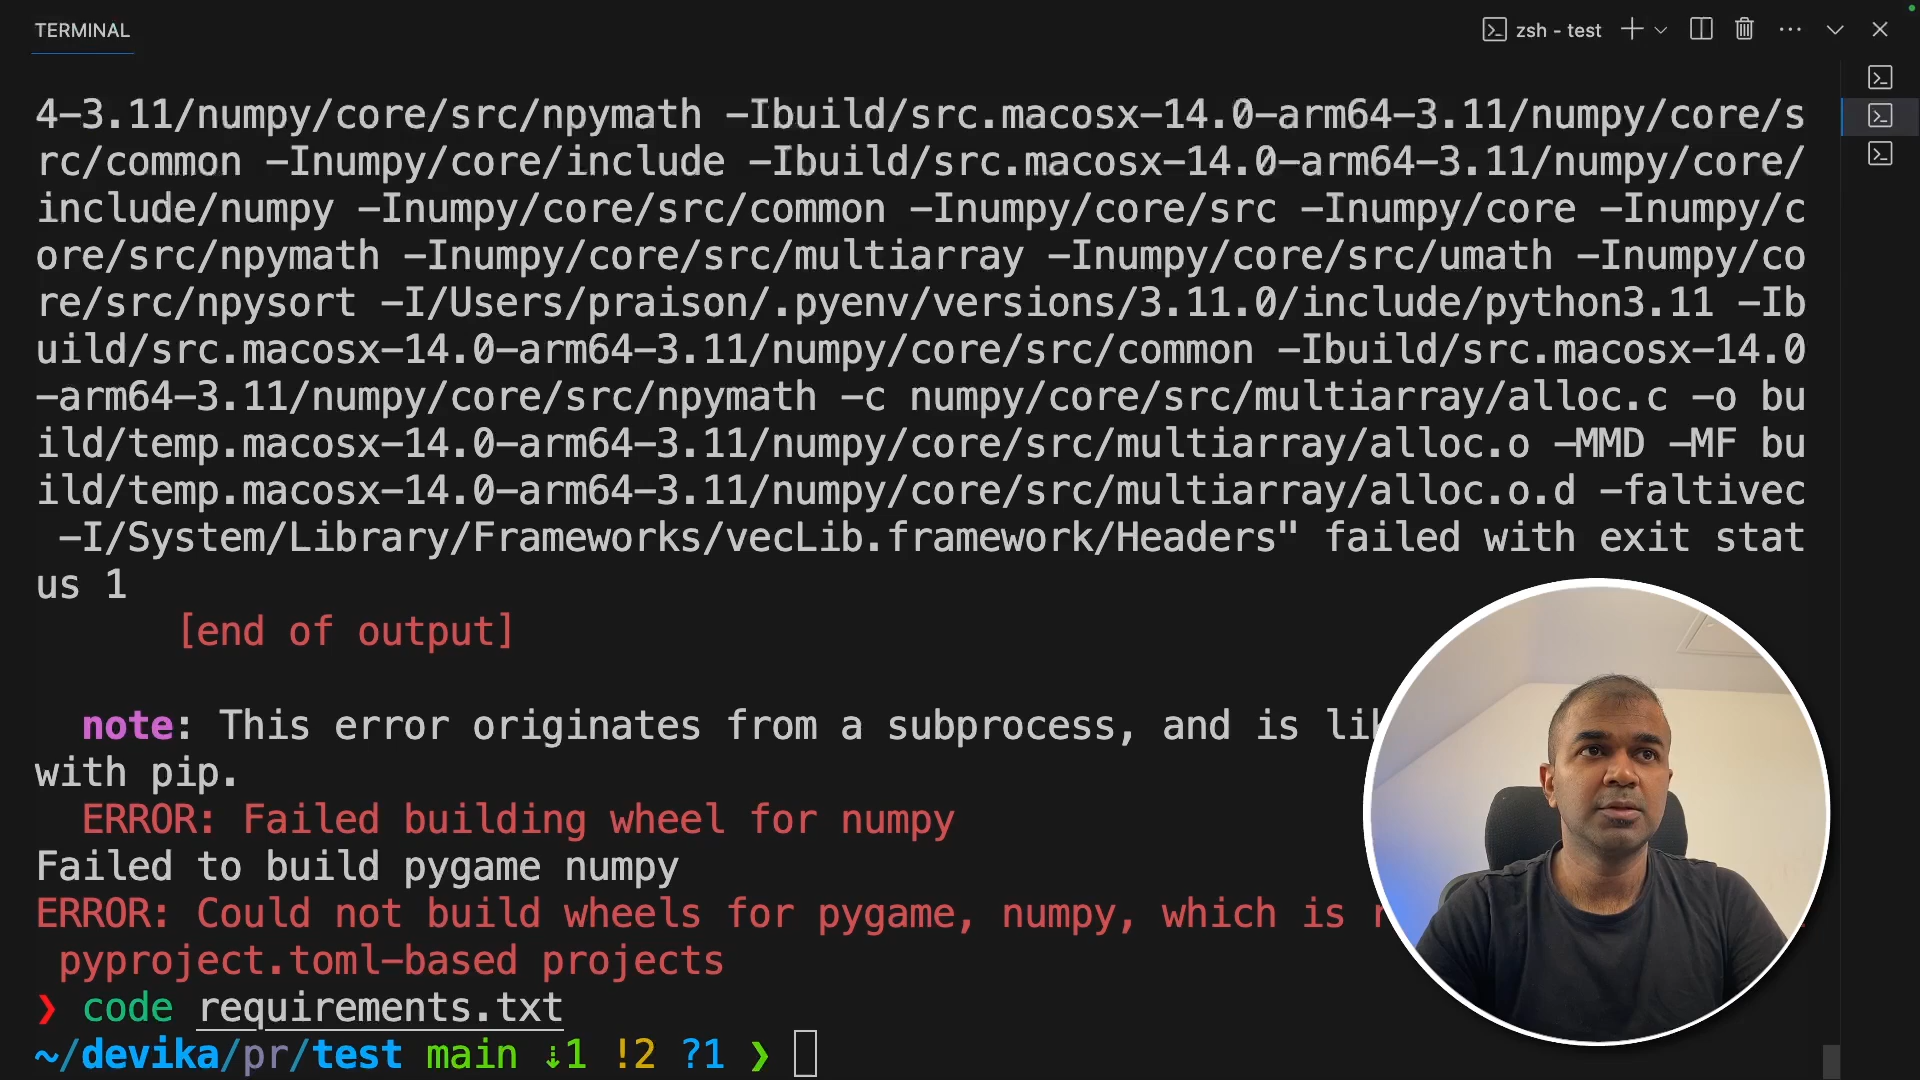 TERMINAL
zsh - test
4-3.11/numpy/core/src/npymath -Ibuild/src.macosx-14.0-arm64-3.11/numpy/core/s
rc/common -Inumpy/core/include -Ibuild/src.macosx-14.0-arm64-3.11/numpy/core/
include/numpy -Inumpy/core/src/common -Inumpy/core/src -Inumpy/core -Inumpy/c
ore/src/npymath -Inumpy/core/src/multiarray -Inumpy/core/src/umath -Inumpy/co
re/src/npysort -I/Users/praison/.pyenv/versions/3.11.0/include/python3.11 -Ib
uild/src.macosx-14.0-arm64-3.11/numpy/core/src/common -Ibuild/src.macosx-14.0
-arm64-3.11/numpy/core/src/npymath -c numpy/core/src/multiarray/alloc.c -o bu
ild/temp.macosx-14.0-arm64-3.11/numpy/core/src/multiarray/alloc.o -MMD -MF bu
ild/temp.macosx-14.0-arm64-3.11/numpy/core/src/multiarray/alloc.o.d -faltivec
-I/System/Library/Frameworks/vecLib.framework/Headers" failed with exit stat
us 1
[end of output]
note: This error originates from a subprocess, and is
with pip.
ERROR: Failed building wheel for numpy
Failed to build pygame numpy
ERROR: Could not build wheels for pygame, numpy, which is
pyproject.toml-based projects
❯ code requirements.txt
~/devika/pr/test main ⇣1 !2 ?1 ❯